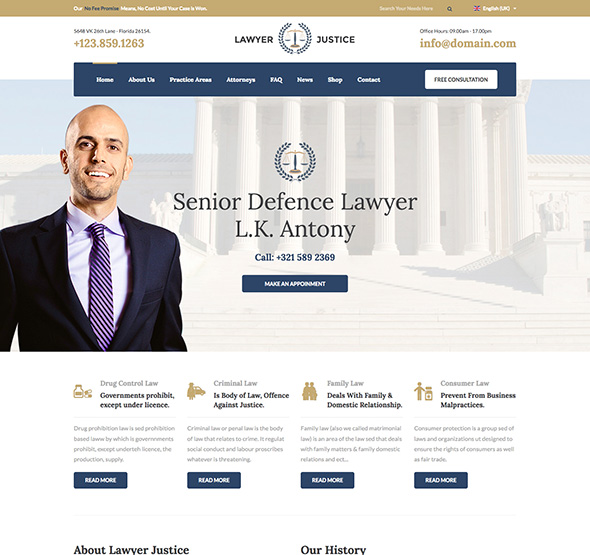 Our No Fee Promise Means, No Cost Until Your Case is Won.
Search Your Needs Here
English (UK)
5648 VK 26th Lane - Florida 26154.
+123.859.1263
LAWYER JUSTICE
Office Hours: 09.00am - 17.00pm.
info@domain.com
Home About Us Practice Areas Attorneys FAQ News Shop Contact
FREE CONSULTATION
Senior Defence Lawyer
L.K. Antony
Call: +321 589 2369
MAKE AN APPOINMENT
Drug Control Law
Governments prohibit,
except under licence.
Drug prohibition law is sed prohibition
based laww by which is governnments
prohibit, except underteh licence, the
production, supply.
READ MORE
Criminal Law
Is Body of Law, Offence
Against Justice.
Criminal law or panal law is the body
of law that relates to crime. It regulat
social conduct and labour proscribes
whatever is threatening.
READ MORE
Family Law
Deals With Family &
Domestic Relationship.
Family law (also we called matrimonial
law) is an area of the law sed that deals
with family matters & family domestic
relations and ect...
READ MORE
Consumer Law
Prevent From Business
Malpractices.
Consumer protection is a group sed of
laws and organizations ut designed to
ensure the rights of consumers as well
as fair trade.
READ MORE
About Lawyer Justice
Our History